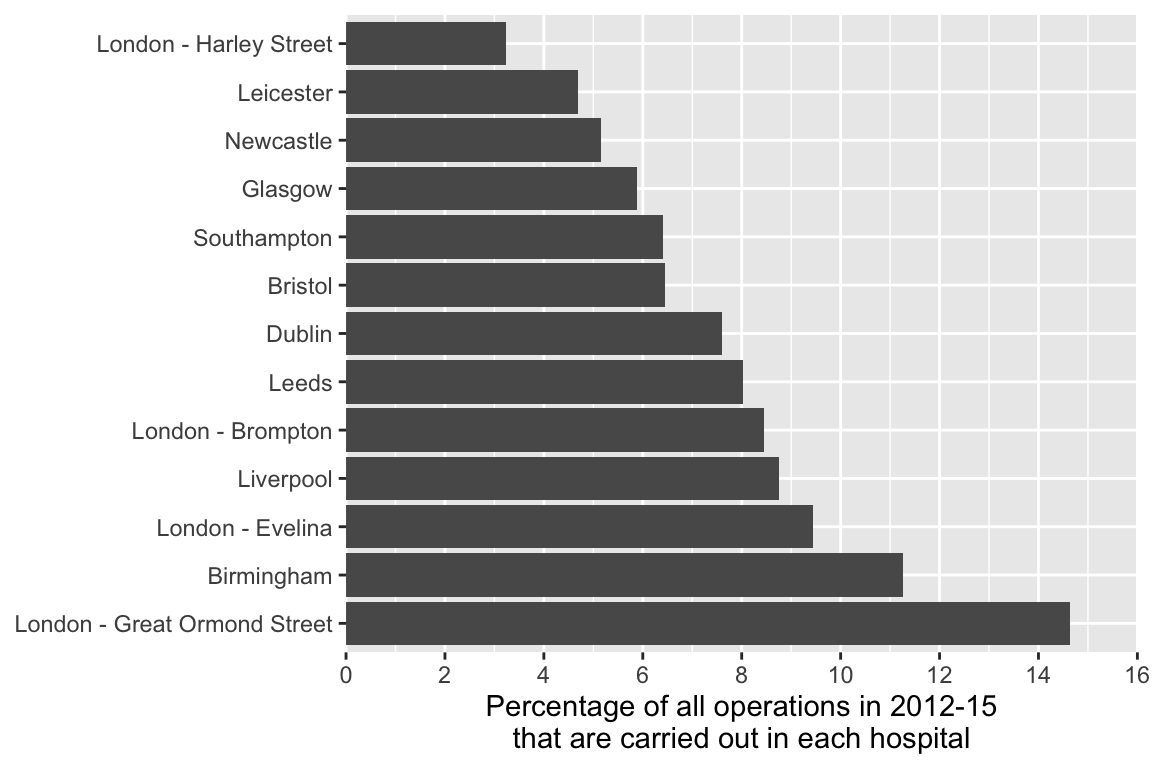 London - Harley Street
Leicester
Newcastle
Glasgow
Southampton
Bristol
Dublin
Leeds
London - Brompton
Liverpool
London - Evelina
Birmingham
London - Great Ormond Street
0 2 4 6 8 10 12 14 16
Percentage of all operations in 2012-15
that are carried out in each hospital